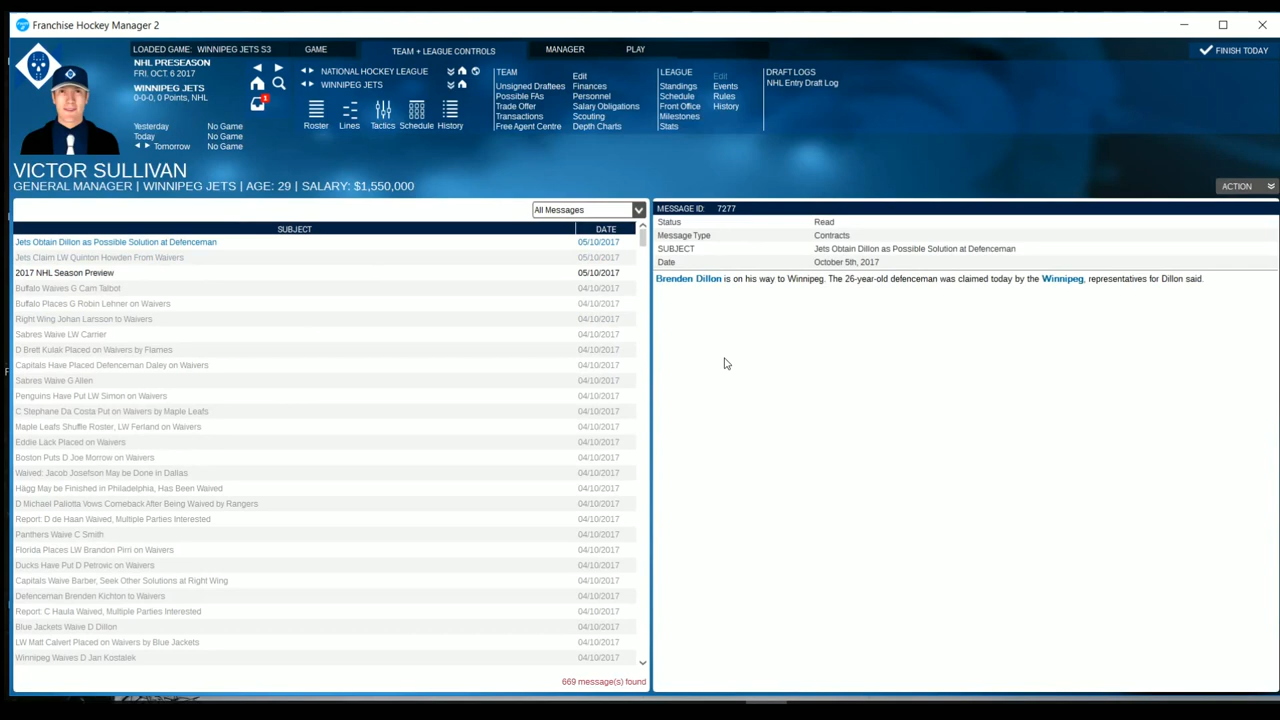 Franchise Hockey Manager 2
LOADED GAME: WINNIPEG JETS S3
GAME
TEAM + LEAGUE CONTROLS
MANAGER
PLAY
FINISH TODAY
NHL PRESEASON
FRI. OCT. 6 2017
WINNIPEG JETS
0-0-0, 0 Points, NHL
Yesterday No Game
Today No Game
Tomorrow No Game
1
NATIONAL HOCKEY LEAGUE
WINNIPEG JETS
Roster
Lines
Tactics
Schedule
History
TEAM
Unsigned Draftees
Possible FAs
Trade Offer
Transactions
Free Agent Centre
Edit
Finances
Personnel
Salary Obligations
Scouting
Depth Charts
LEAGUE
Standings
Schedule
Front Office
Milestones
Stats
Edit
Events
Rules
History
DRAFT LOGS
NHL Entry Draft Log
VICTOR SULLIVAN
GENERAL MANAGER | WINNIPEG JETS | AGE: 29 | SALARY: $1,550,000
ACTION
All Messages
SUBJECT DATE
Jets Obtain Dillon as Possible Solution at Defenceman 05/10/2017
Jets Claim LW Quinton Howden From Waivers 05/10/2017
2017 NHL Season Preview 05/10/2017
Buffalo Waives G Cam Talbot 04/10/2017
Buffalo Places G Robin Lehner on Waivers 04/10/2017
Right Wing Johan Larsson to Waivers 04/10/2017
Sabres Waive LW Carrier 04/10/2017
D Brett Kulak Placed on Waivers by Flames 04/10/2017
Capitals Have Placed Defenceman Daley on Waivers 04/10/2017
Sabres Waive G Allen 04/10/2017
Penguins Have Put LW Simon on Waivers 04/10/2017
C Stephane Da Costa Put on Waivers by Maple Leafs 04/10/2017
Maple Leafs Shuffle Roster, LW Ferland on Waivers 04/10/2017
Eddie Lack Placed on Waivers 04/10/2017
Boston Puts D Joe Morrow on Waivers 04/10/2017
Waived: Jacob Josefson May be Done in Dallas 04/10/2017
Hägg May be Finished in Philadelphia, Has Been Waived 04/10/2017
D Michael Paliotta Vows Comeback After Being Waived by Rangers 04/10/2017
Report: D de Haan Waived, Multiple Parties Interested 04/10/2017
Panthers Waive C Smith 04/10/2017
Florida Places LW Brandon Pirri on Waivers 04/10/2017
Ducks Have Put D Petrovic on Waivers 04/10/2017
Capitals Waive Barber, Seek Other Solutions at Right Wing 04/10/2017
Defenceman Brenden Kichton to Waivers 04/10/2017
Report: C Haula Waived, Multiple Parties Interested 04/10/2017
Blue Jackets Waive D Dillon 04/10/2017
LW Matt Calvert Placed on Waivers by Blue Jackets 04/10/2017
Winnipeg Waives D Jan Kostalek 04/10/2017
669 message(s) found
MESSAGE ID: 7277
Status Read
Message Type Contracts
SUBJECT Jets Obtain Dillon as Possible Solution at Defenceman
Date October 5th, 2017
Brenden Dillon is on his way to Winnipeg. The 26-year-old defenceman was claimed today by the Winnipeg, representatives for Dillon said.